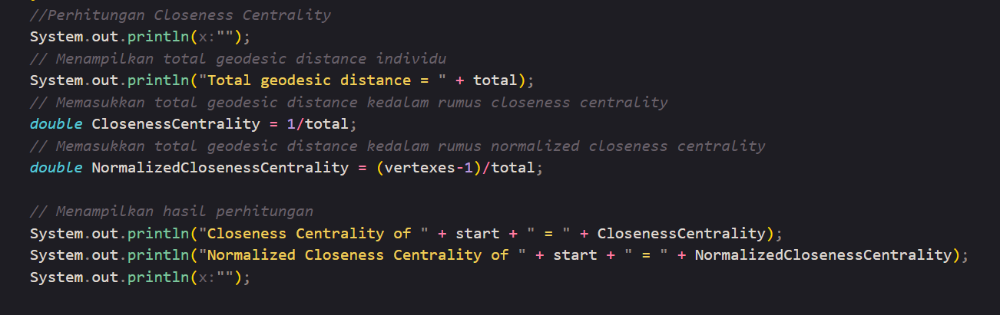 //Perhitungan Closeness Centrality
System.out.println(x:"");
// Menampilkan total geodesic distance individu
System.out.println("Total geodesic distance = " + total);
// Memasukkan total geodesic distance kedalam rumus closeness centrality
double ClosenessCentrality = 1/total;
// Memasukkan total geodesic distance kedalam rumus normalized closeness centrality
double NormalizedClosenessCentrality = (vertexes-1)/total;
// Menampilkan hasil perhitungan
System.out.println("Closeness Centrality of " + start + " = " + ClosenessCentrality);
System.out.println("Normalized Closeness Centrality of " + start + " = " + NormalizedClosenessCentrality);
System.out.println(x:"");